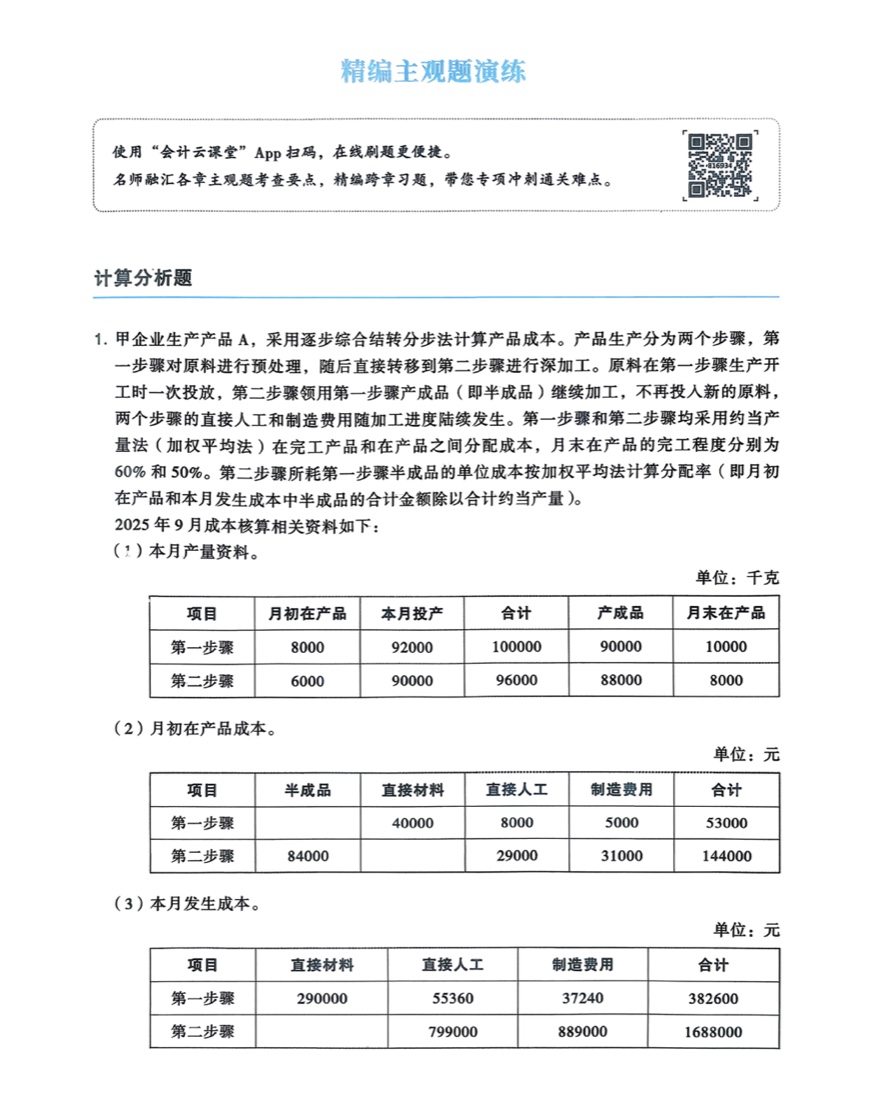 精编主观题演练
使用“会计云课堂”App 扫码，在线刷题更便捷。
名师融汇各章主观题考查要点，精编跨章习题，带您专项冲刺通关难点。
816934
计算分析题
1. 甲企业生产产品 A，采用逐步综合结转分步法计算产品成本。产品生产分为两个步骤，第
一步骤对原料进行预处理，随后直接转移到第二步骤进行深加工。原料在第一步骤生产开
工时一次投放，第二步骤领用第一步骤产成品（即半成品）继续加工，不再投入新的原料，
两个步骤的直接人工和制造费用随加工进度陆续发生。第一步骤和第二步骤均采用约当产
量法（加权平均法）在完工产品和在产品之间分配成本，月末在产品的完工程度分别为
60% 和 50%。第二步骤所耗第一步骤半成品的单位成本按加权平均法计算分配率（即月初
在产品和本月发生成本中半成品的合计金额除以合计约当产量）。
2025 年 9 月成本核算相关资料如下：
（1）本月产量资料。
单位：千克
项目 月初在产品 本月投产 合计 产成品 月末在产品
第一步骤 8000 92000 100000 90000 10000
第二步骤 6000 90000 96000 88000 8000
（2）月初在产品成本。
单位：元
项目 半成品 直接材料 直接人工 制造费用 合计
第一步骤 40000 8000 5000 53000
第二步骤 84000 29000 31000 144000
（3）本月发生成本。
单位：元
项目 直接材料 直接人工 制造费用 合计
第一步骤 290000 55360 37240 382600
第二步骤 799000 889000 1688000